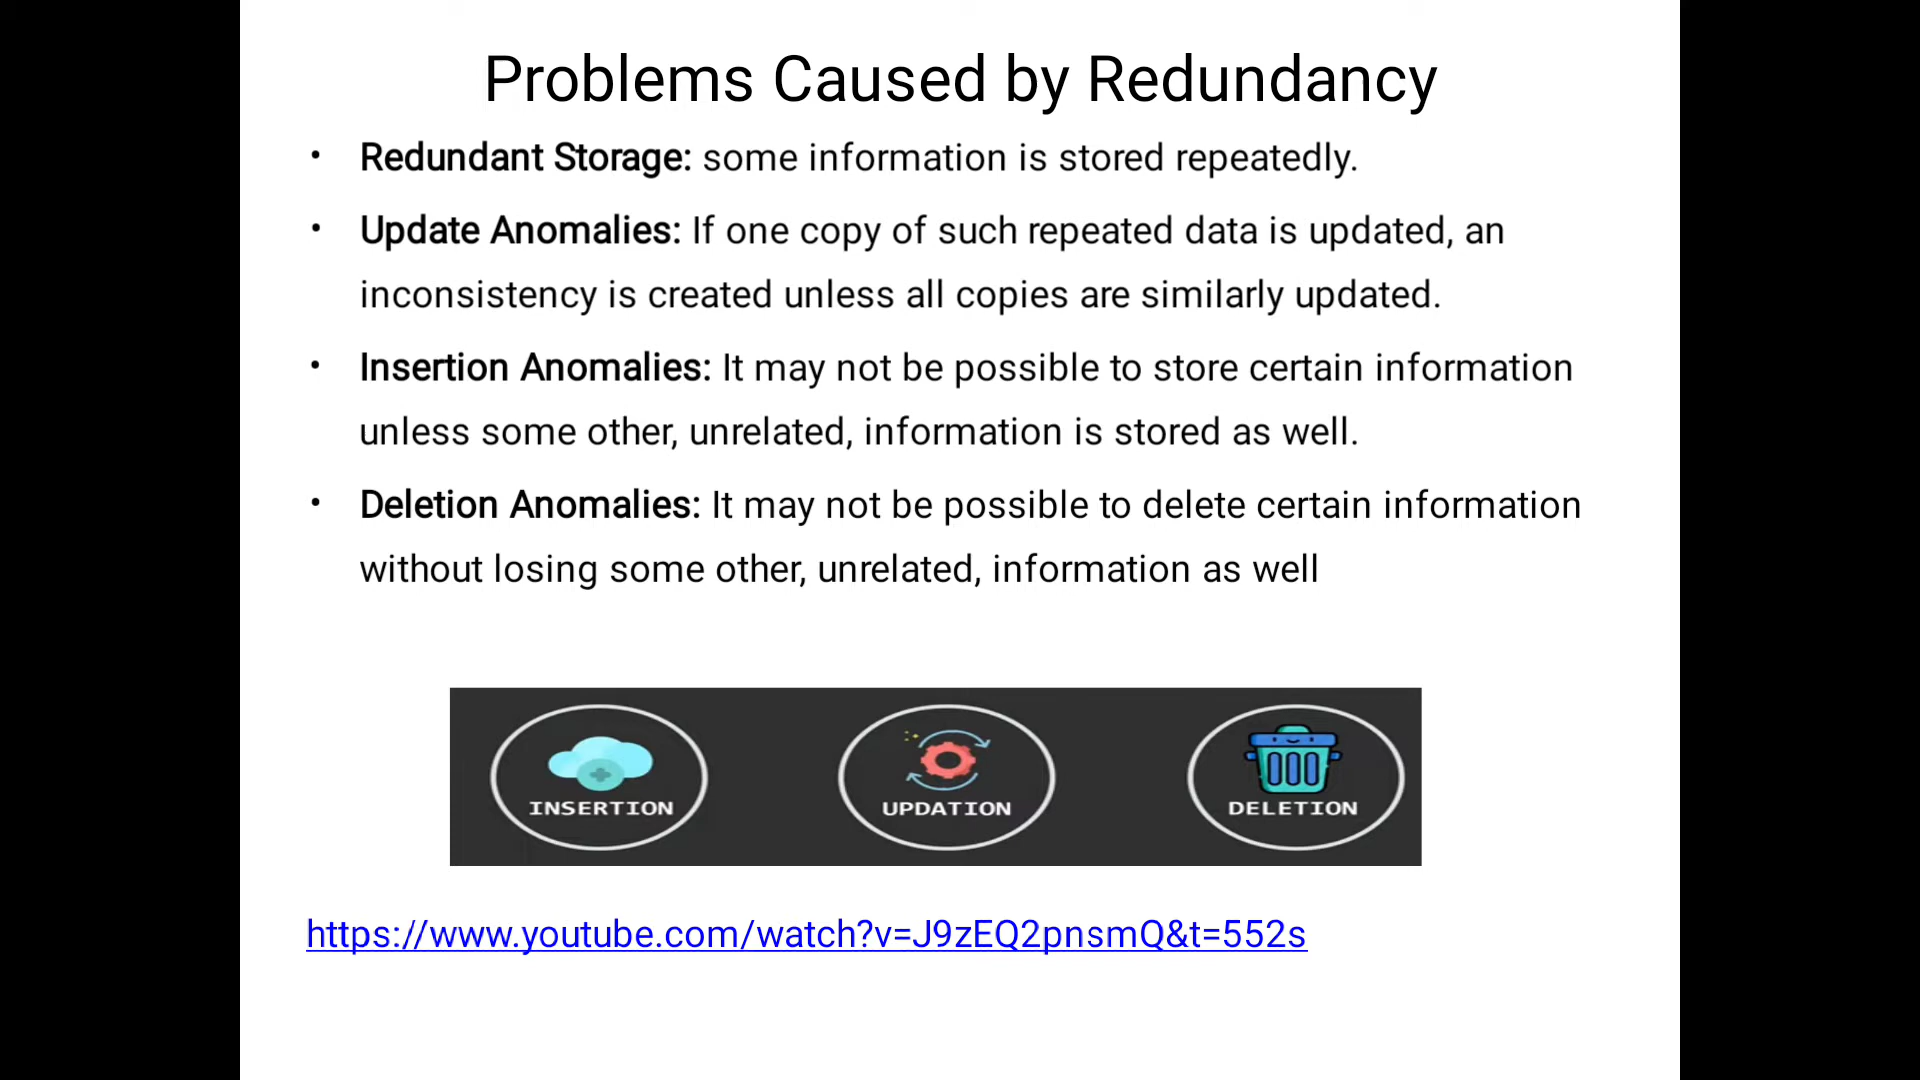 Problems Caused by Redundancy
• Redundant Storage: some information is stored repeatedly.
• Update Anomalies: If one copy of such repeated data is updated, an
inconsistency is created unless all copies are similarly updated.
• Insertion Anomalies: It may not be possible to store certain information
unless some other, unrelated, information is stored as well.
• Deletion Anomalies: It may not be possible to delete certain information
without losing some other, unrelated, information as well
INSERTION
UPDATION
DELETION
https://www.youtube.com/watch?v=J9zEQ2pnsmQ&t=552s